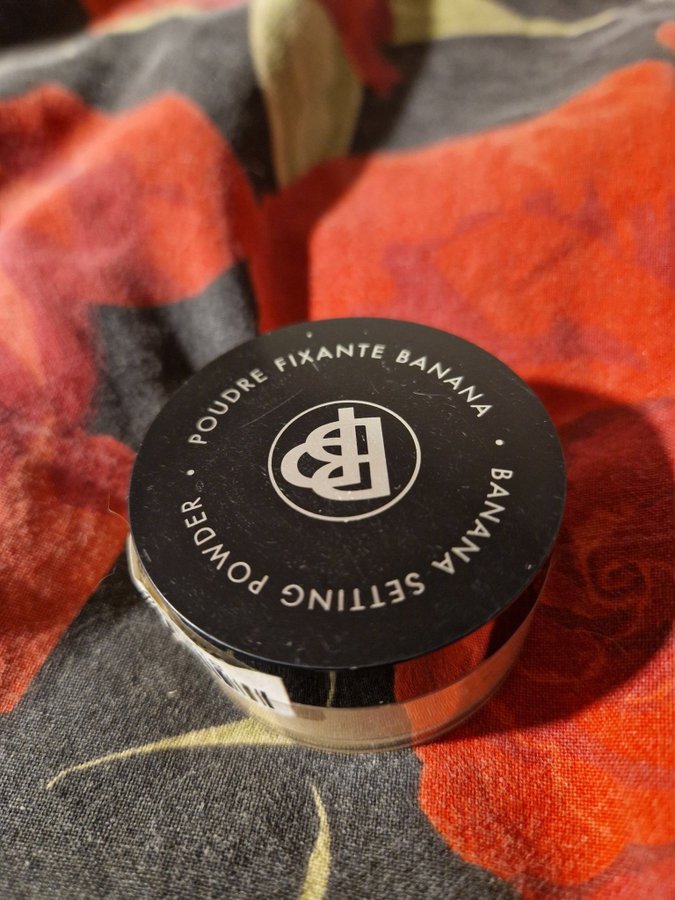 POUDRE FIXANTE BANANA •
BANANA SETTING POWDER •